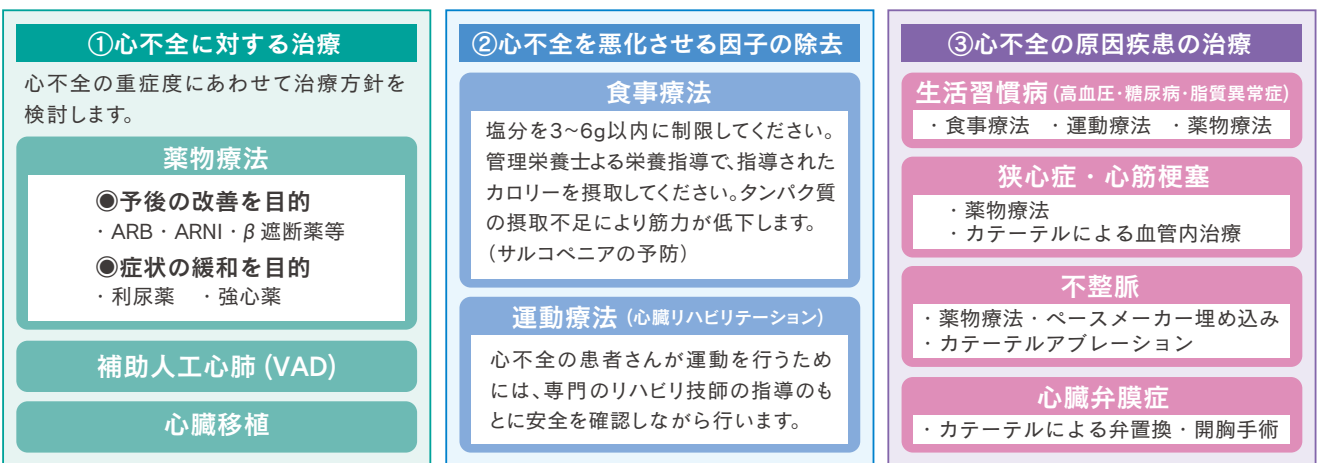 ①心不全に対する治療
心不全の重症度にあわせて治療方針を
検討します。
薬物療法
◉予後の改善を目的
・ARB・ARNI・β遮断薬等
◉症状の緩和を目的
・利尿薬　・強心薬
補助人工心肺 (VAD)
心臓移植
②心不全を悪化させる因子の除去
食事療法
塩分を3~6g以内に制限してください。
管理栄養士よる栄養指導で、指導された
カロリーを摂取してください。タンパク質
の摂取不足により筋力が低下します。
（サルコペニアの予防）
運動療法 (心臓リハビリテーション)
心不全の患者さんが運動を行うため
には、専門のリハビリ技師の指導のも
とに安全を確認しながら行います。
③心不全の原因疾患の治療
生活習慣病 (高血圧・糖尿病・脂質異常症)
・食事療法　・運動療法　・薬物療法
狭心症・心筋梗塞
・薬物療法
・カテーテルによる血管内治療
不整脈
・薬物療法・ペースメーカー埋め込み
・カテーテルアブレーション
心臓弁膜症
・カテーテルによる弁置換・開胸手術